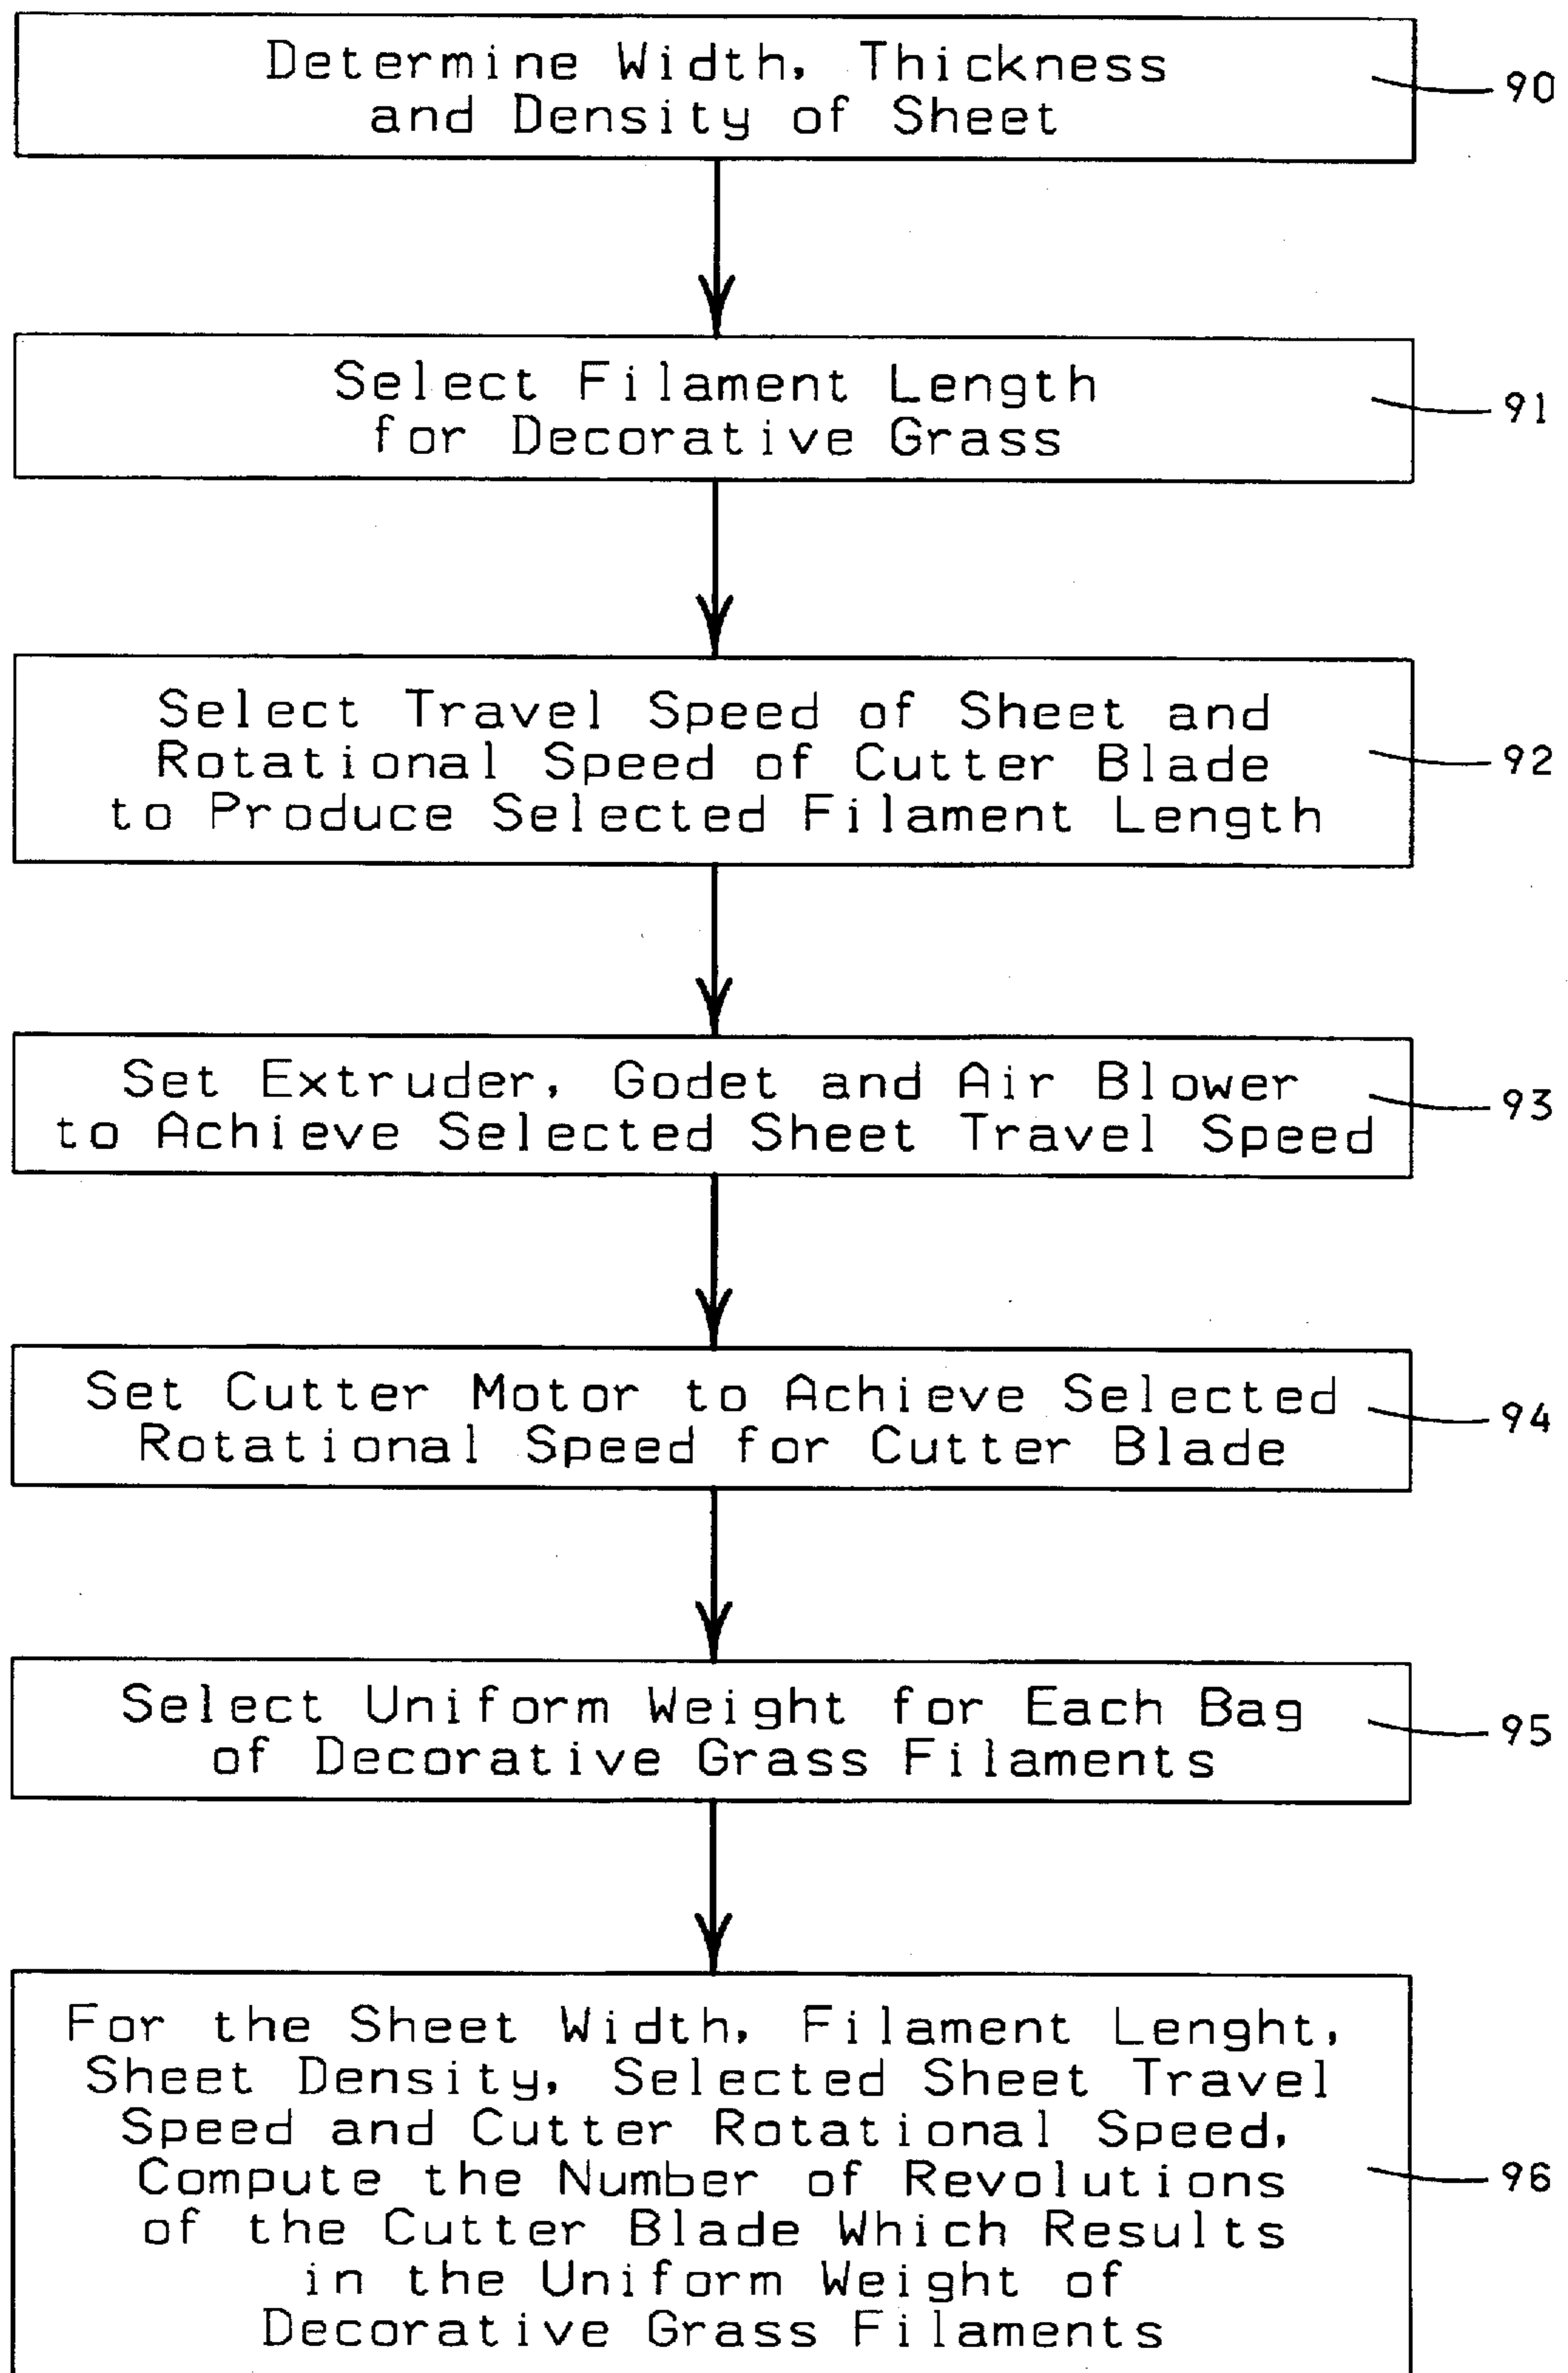 Determine Width, Thickness
and Density of Sheet
90
Select Filament Length
for Decorative Grass
91
Select Travel Speed of Sheet and
Rotational Speed of Cutter Blade
to Produce Selected Filament Length
92
Set Extruder, Godet and Air Blower
to Achieve Selected Sheet Travel Speed
93
Set Cutter Motor to Achieve Selected
Rotational Speed for Cutter Blade
94
Select Uniform Weight for Each Bag
of Decorative Grass Filaments
95
For the Sheet Width, Filament Lenght,
Sheet Density, Selected Sheet Travel
Speed and Cutter Rotational Speed,
Compute the Number of Revolutions
of the Cutter Blade Which Results
in the Uniform Weight of
Decorative Grass Filaments
96